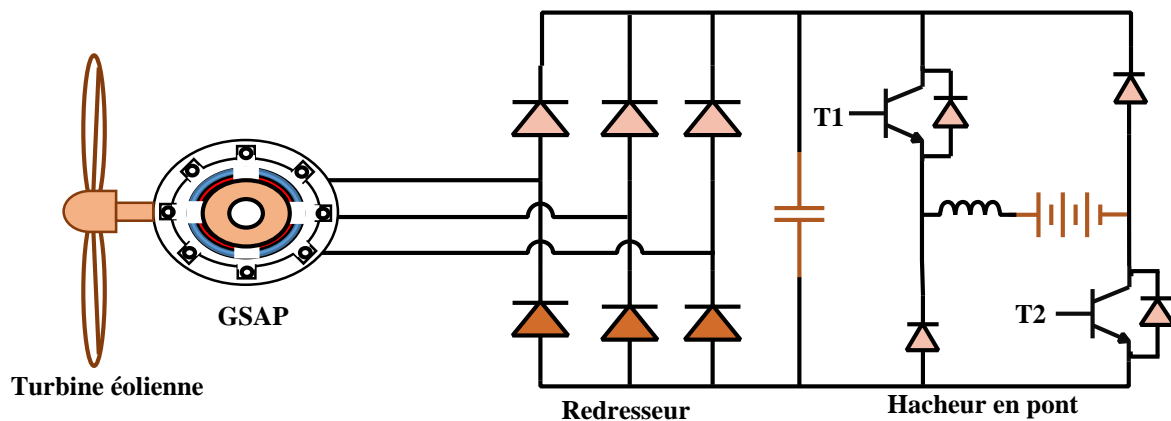 T1
T2
GSAP
Turbine éolienne
Redresseur
Hacheur en pont